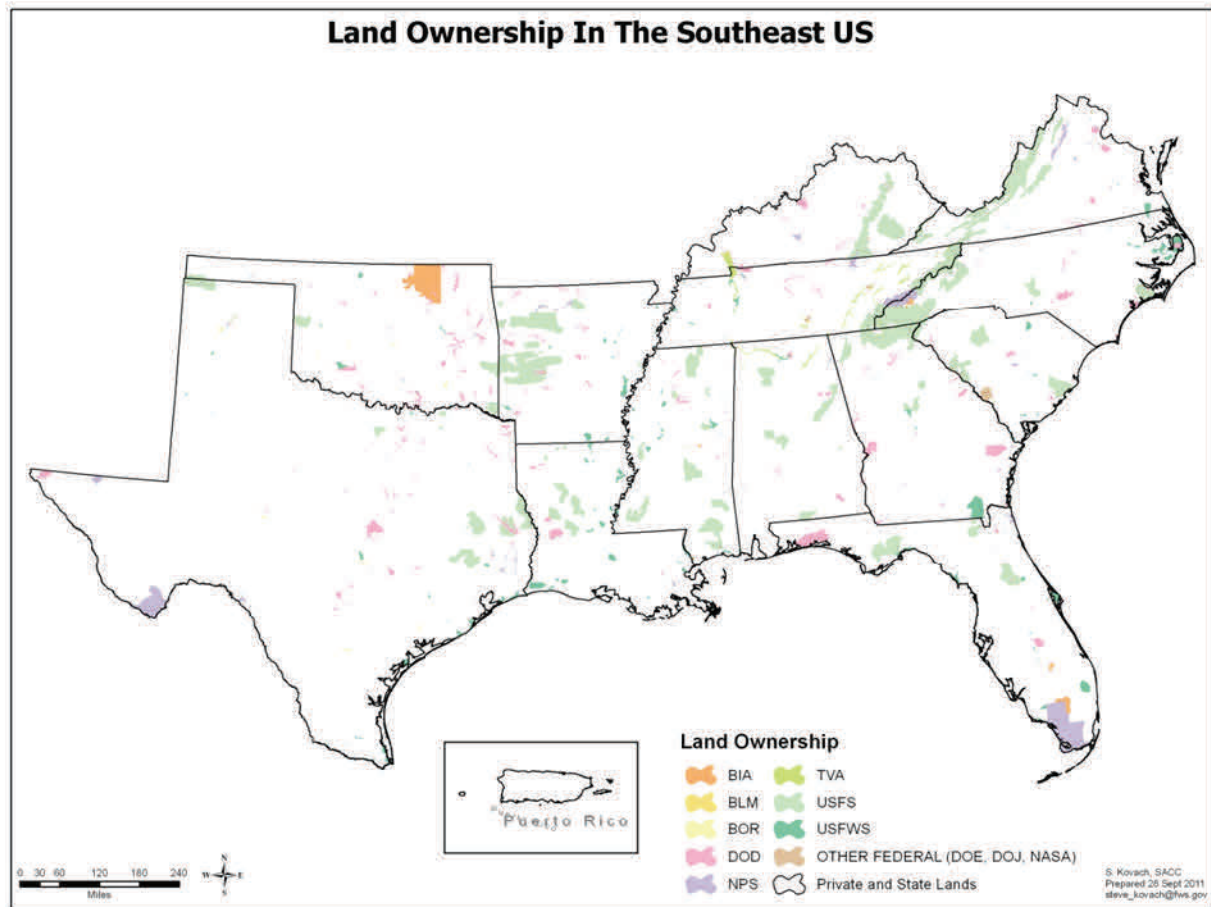 Land Ownership In The Southeast US
Puerto Rico
Land Ownership
BIA
BLM
BOR
DOD
NPS
TVA
USFS
USFWS
OTHER FEDERAL (DOE, DOJ, NASA)
Private and State Lands
0 30 60 120 180 240
Miles
N
W E
S
S. Kovach, SACC
Prepared 28 Sept 2011
steve_kovach@fws.gov